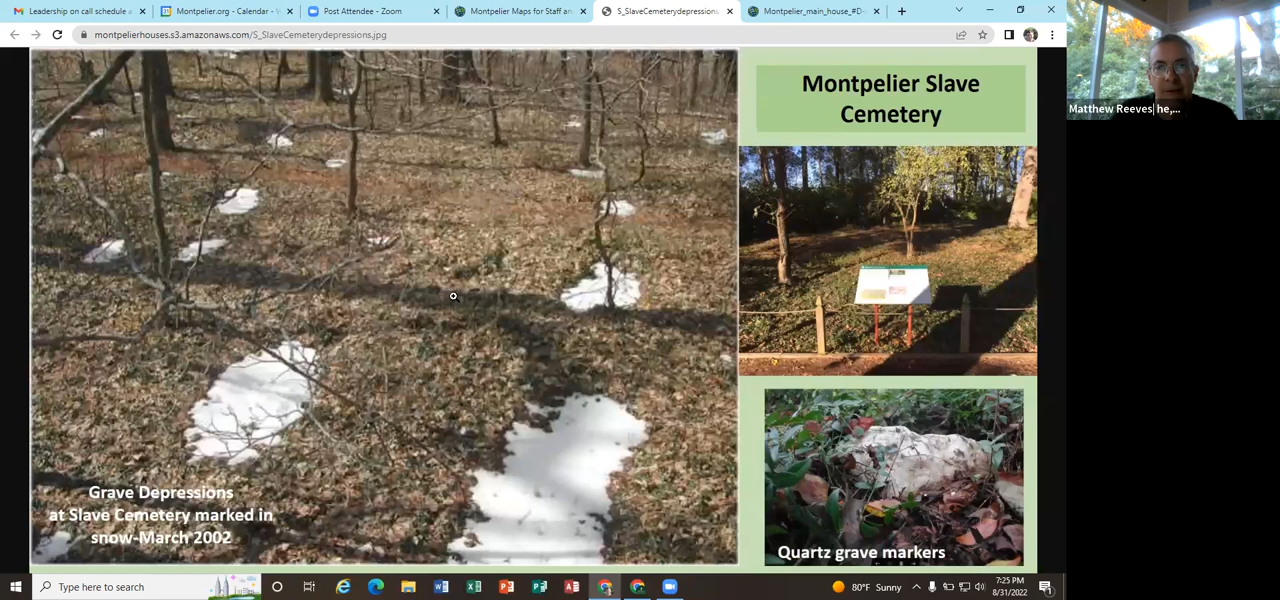 Leadership on call schedule a
Montpelier.org - Calendar - W
Post Attendee - Zoom
Montpelier Maps for Staff an
S_SlaveCemeterydepressions
Montpelier_main_house_#D
montpelierhouses.s3.amazonaws.com/S_SlaveCemeterydepressions.jpg
Montpelier Slave
Cemetery
Matthew Reeves he,...
Grave Depressions
at Slave Cemetery marked in
snow-March 2002
Quartz grave markers
Type here to search
80°F Sunny
7:25 PM
8/31/2022